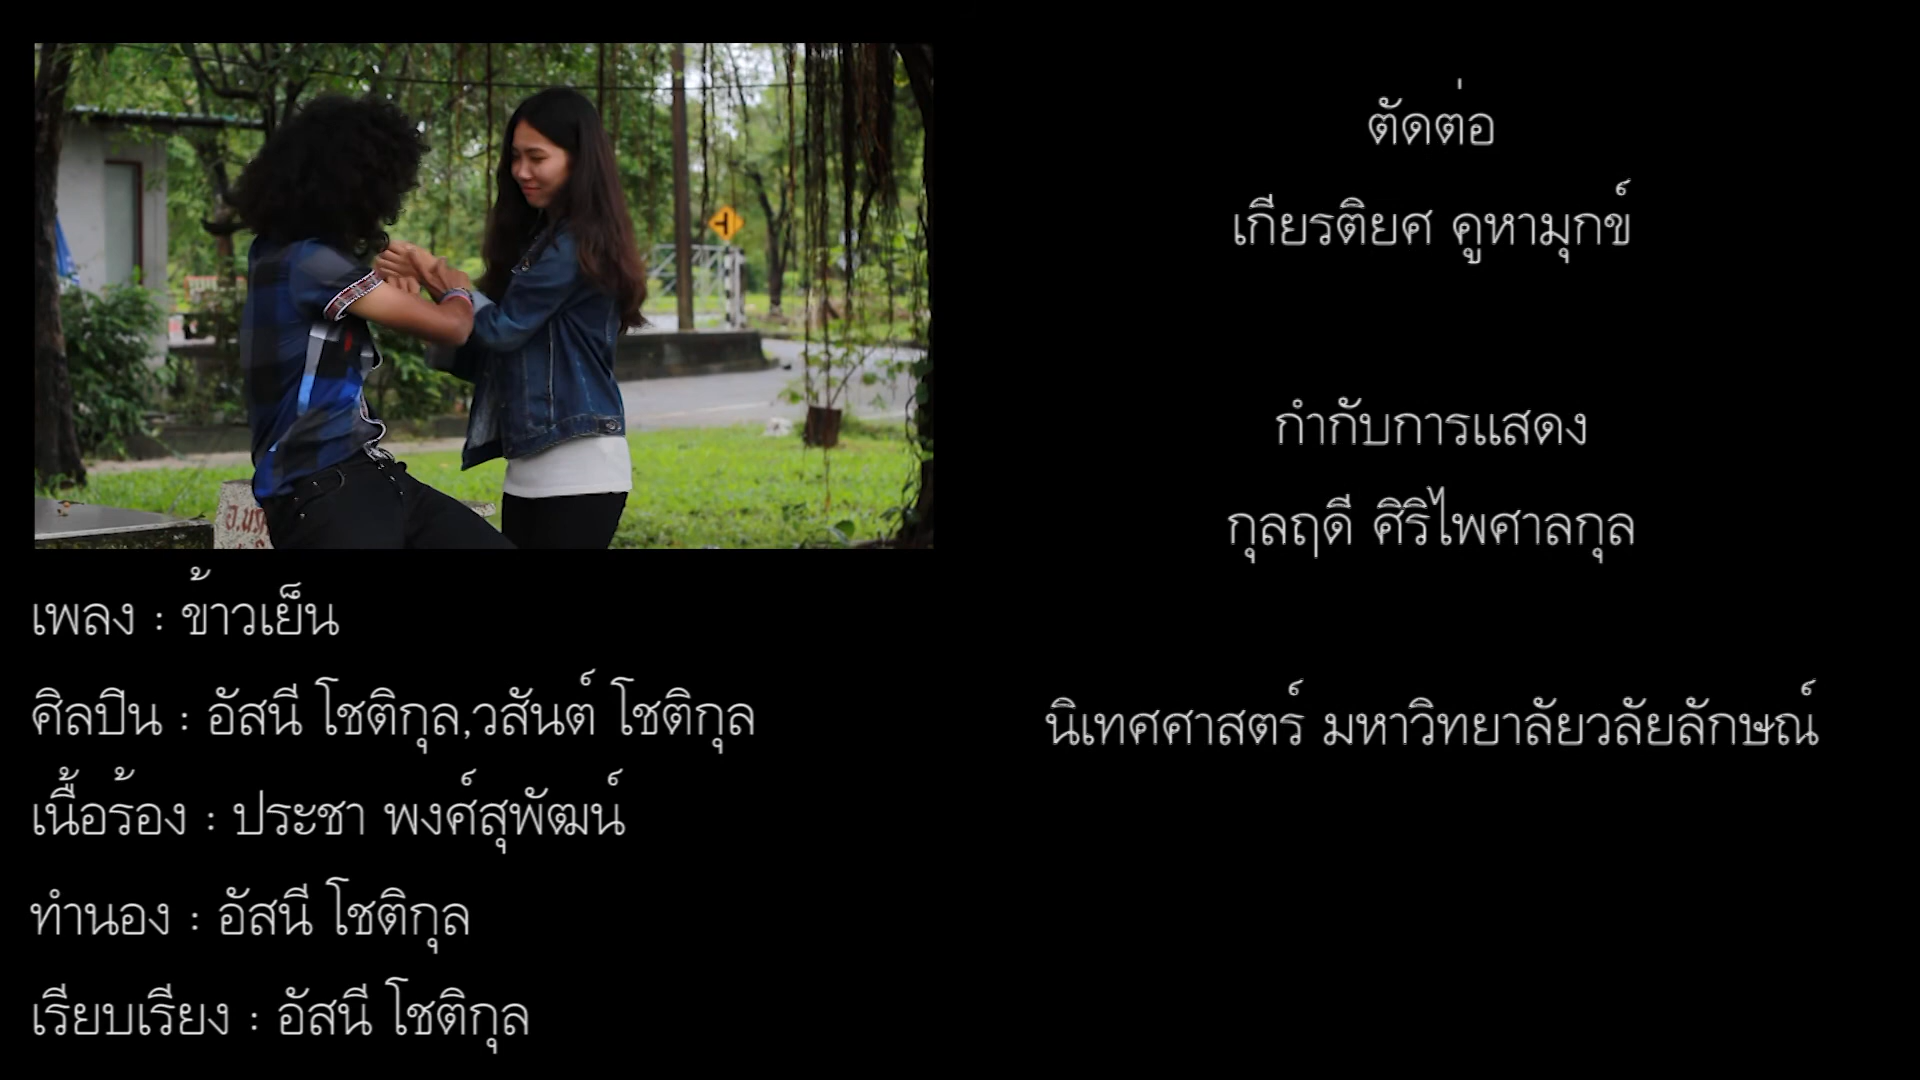 เพลง : ข้าวเย็น
ศิลปิน : อัสนี โชติกุล,วสันต์ โชติกุล
เนื้อร้อง : ประชา พงศ์สุพัฒน์
ทำนอง : อัสนี โชติกุล
เรียบเรียง : อัสนี โชติกุล
ตัดต่อ
เกียรติยศ คูหามุกข์
กำกับการแสดง
กุลฤดี ศิริไพศาลกุล
นิเทศศาสตร์ มหาวิทยาลัยวลัยลักษณ์